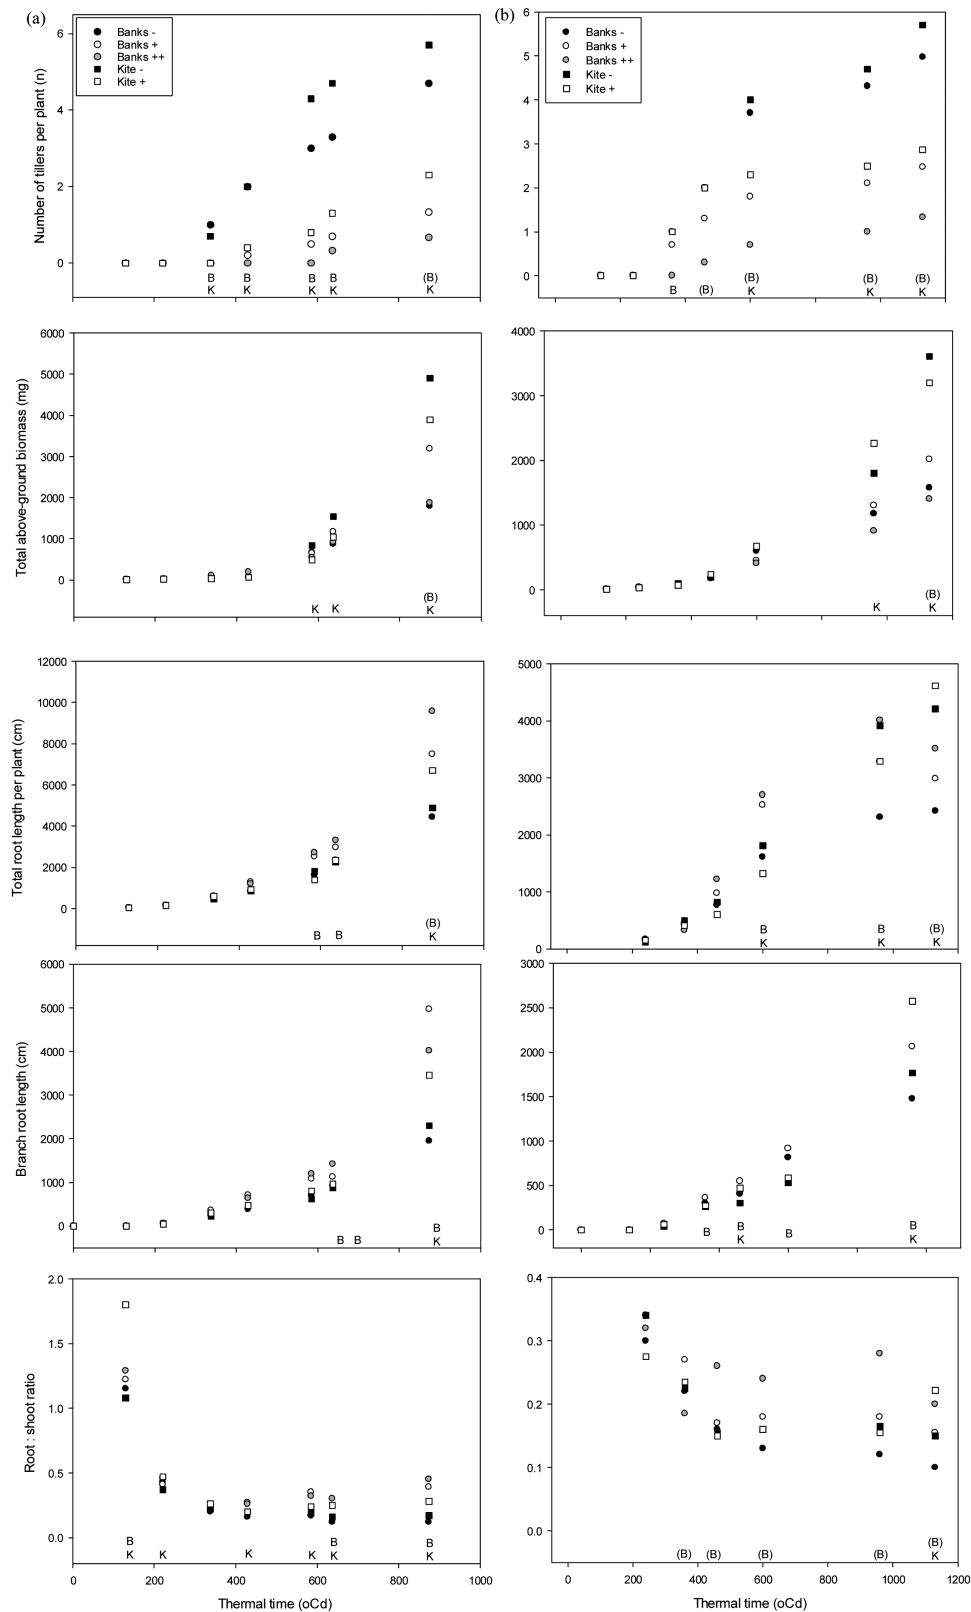 (a)
(b)
Banks -
Banks +
Banks ++
Kite -
Kite +
Banks -
Banks +
Banks ++
Kite -
Kite +
Number of tillers per plant (n)
6
4
2
0
B B B B (B)
K K K K K
6
5
4
3
2
1
0
B (B) (B) (B) (B)
K K K
Total above-ground biomass (mg)
6000
5000
4000
3000
2000
1000
0
(B)
K K K
4000
3000
2000
1000
0
(B)
K K
Total root length per plant (cm)
12000
10000
8000
6000
4000
2000
0
B B (B)
K
5000
4000
3000
2000
1000
0
B B (B)
K K K
Branch root length (cm)
6000
5000
4000
3000
2000
1000
0
B B B
K
3000
2500
2000
1500
1000
500
0
B B B B
K K
Root : shoot ratio
2.0
1.5
1.0
0.5
0.0
B B B
K K K K K K
0 200 400 600 800 1000
Thermal time (oCd)
0.4
0.3
0.2
0.1
0.0
(B) (B) (B) (B) (B)
K
0 200 400 600 800 1000 1200
Thermal time (oCd)